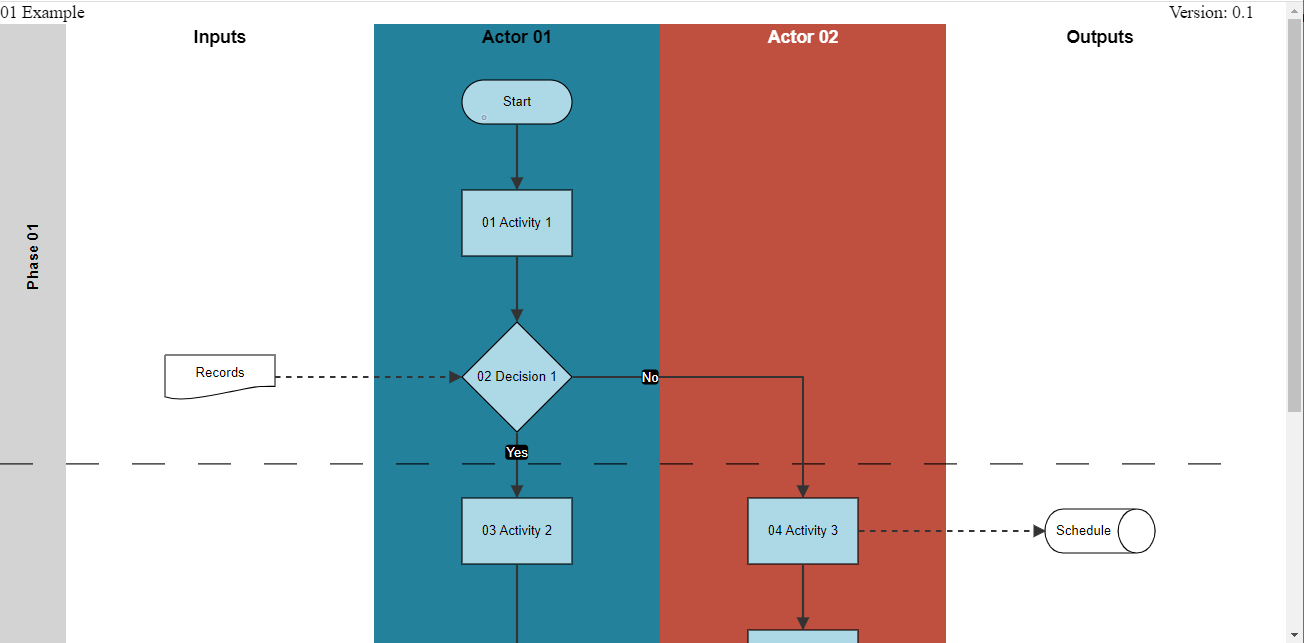 01 Example
Version: 0.1
Inputs
Actor 01
Actor 02
Outputs
Start
01 Activity 1
Phase 01
Records
02 Decision 1
No
Yes
03 Activity 2
04 Activity 3
Schedule